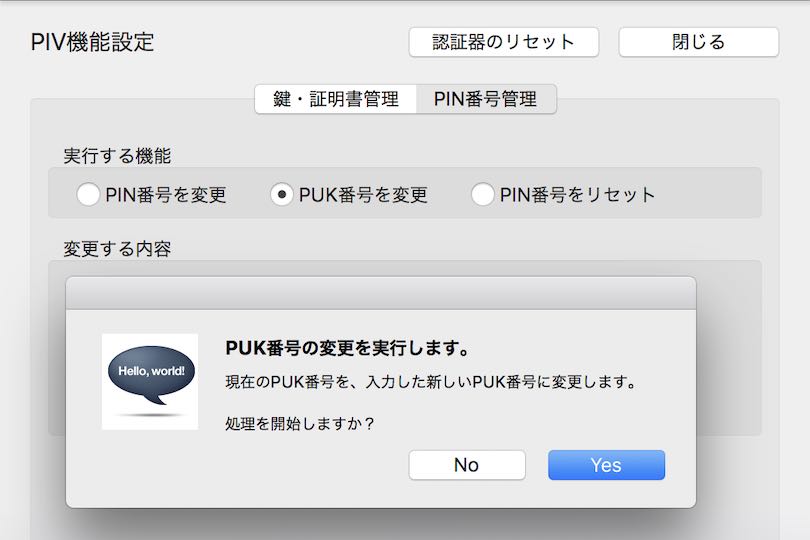 PIV機能設定
認証器のリセット
閉じる
鍵・証明書管理
PIN番号管理
実行する機能
PIN番号を変更
PUK番号を変更
PIN番号をリセット
変更する内容
Hello, world!
PUK番号の変更を実行します。
現在のPUK番号を、入力した新しいPUK番号に変更します。
処理を開始しますか？
No
Yes